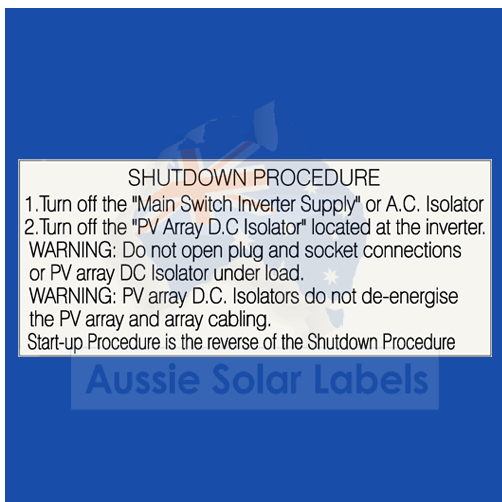 SHUTDOWN PROCEDURE
1.Turn off the "Main Switch Inverter Supply" or A.C. Isolator
2.Turn off the "PV Array D.C Isolator" located at the inverter.
WARNING: Do not open plug and socket connections
or PV array DC Isolator under load.
WARNING: PV array D.C. Isolators do not de-energise
the PV array and array cabling.
Start-up Procedure is the reverse of the Shutdown Procedure
Aussie Solar Labels